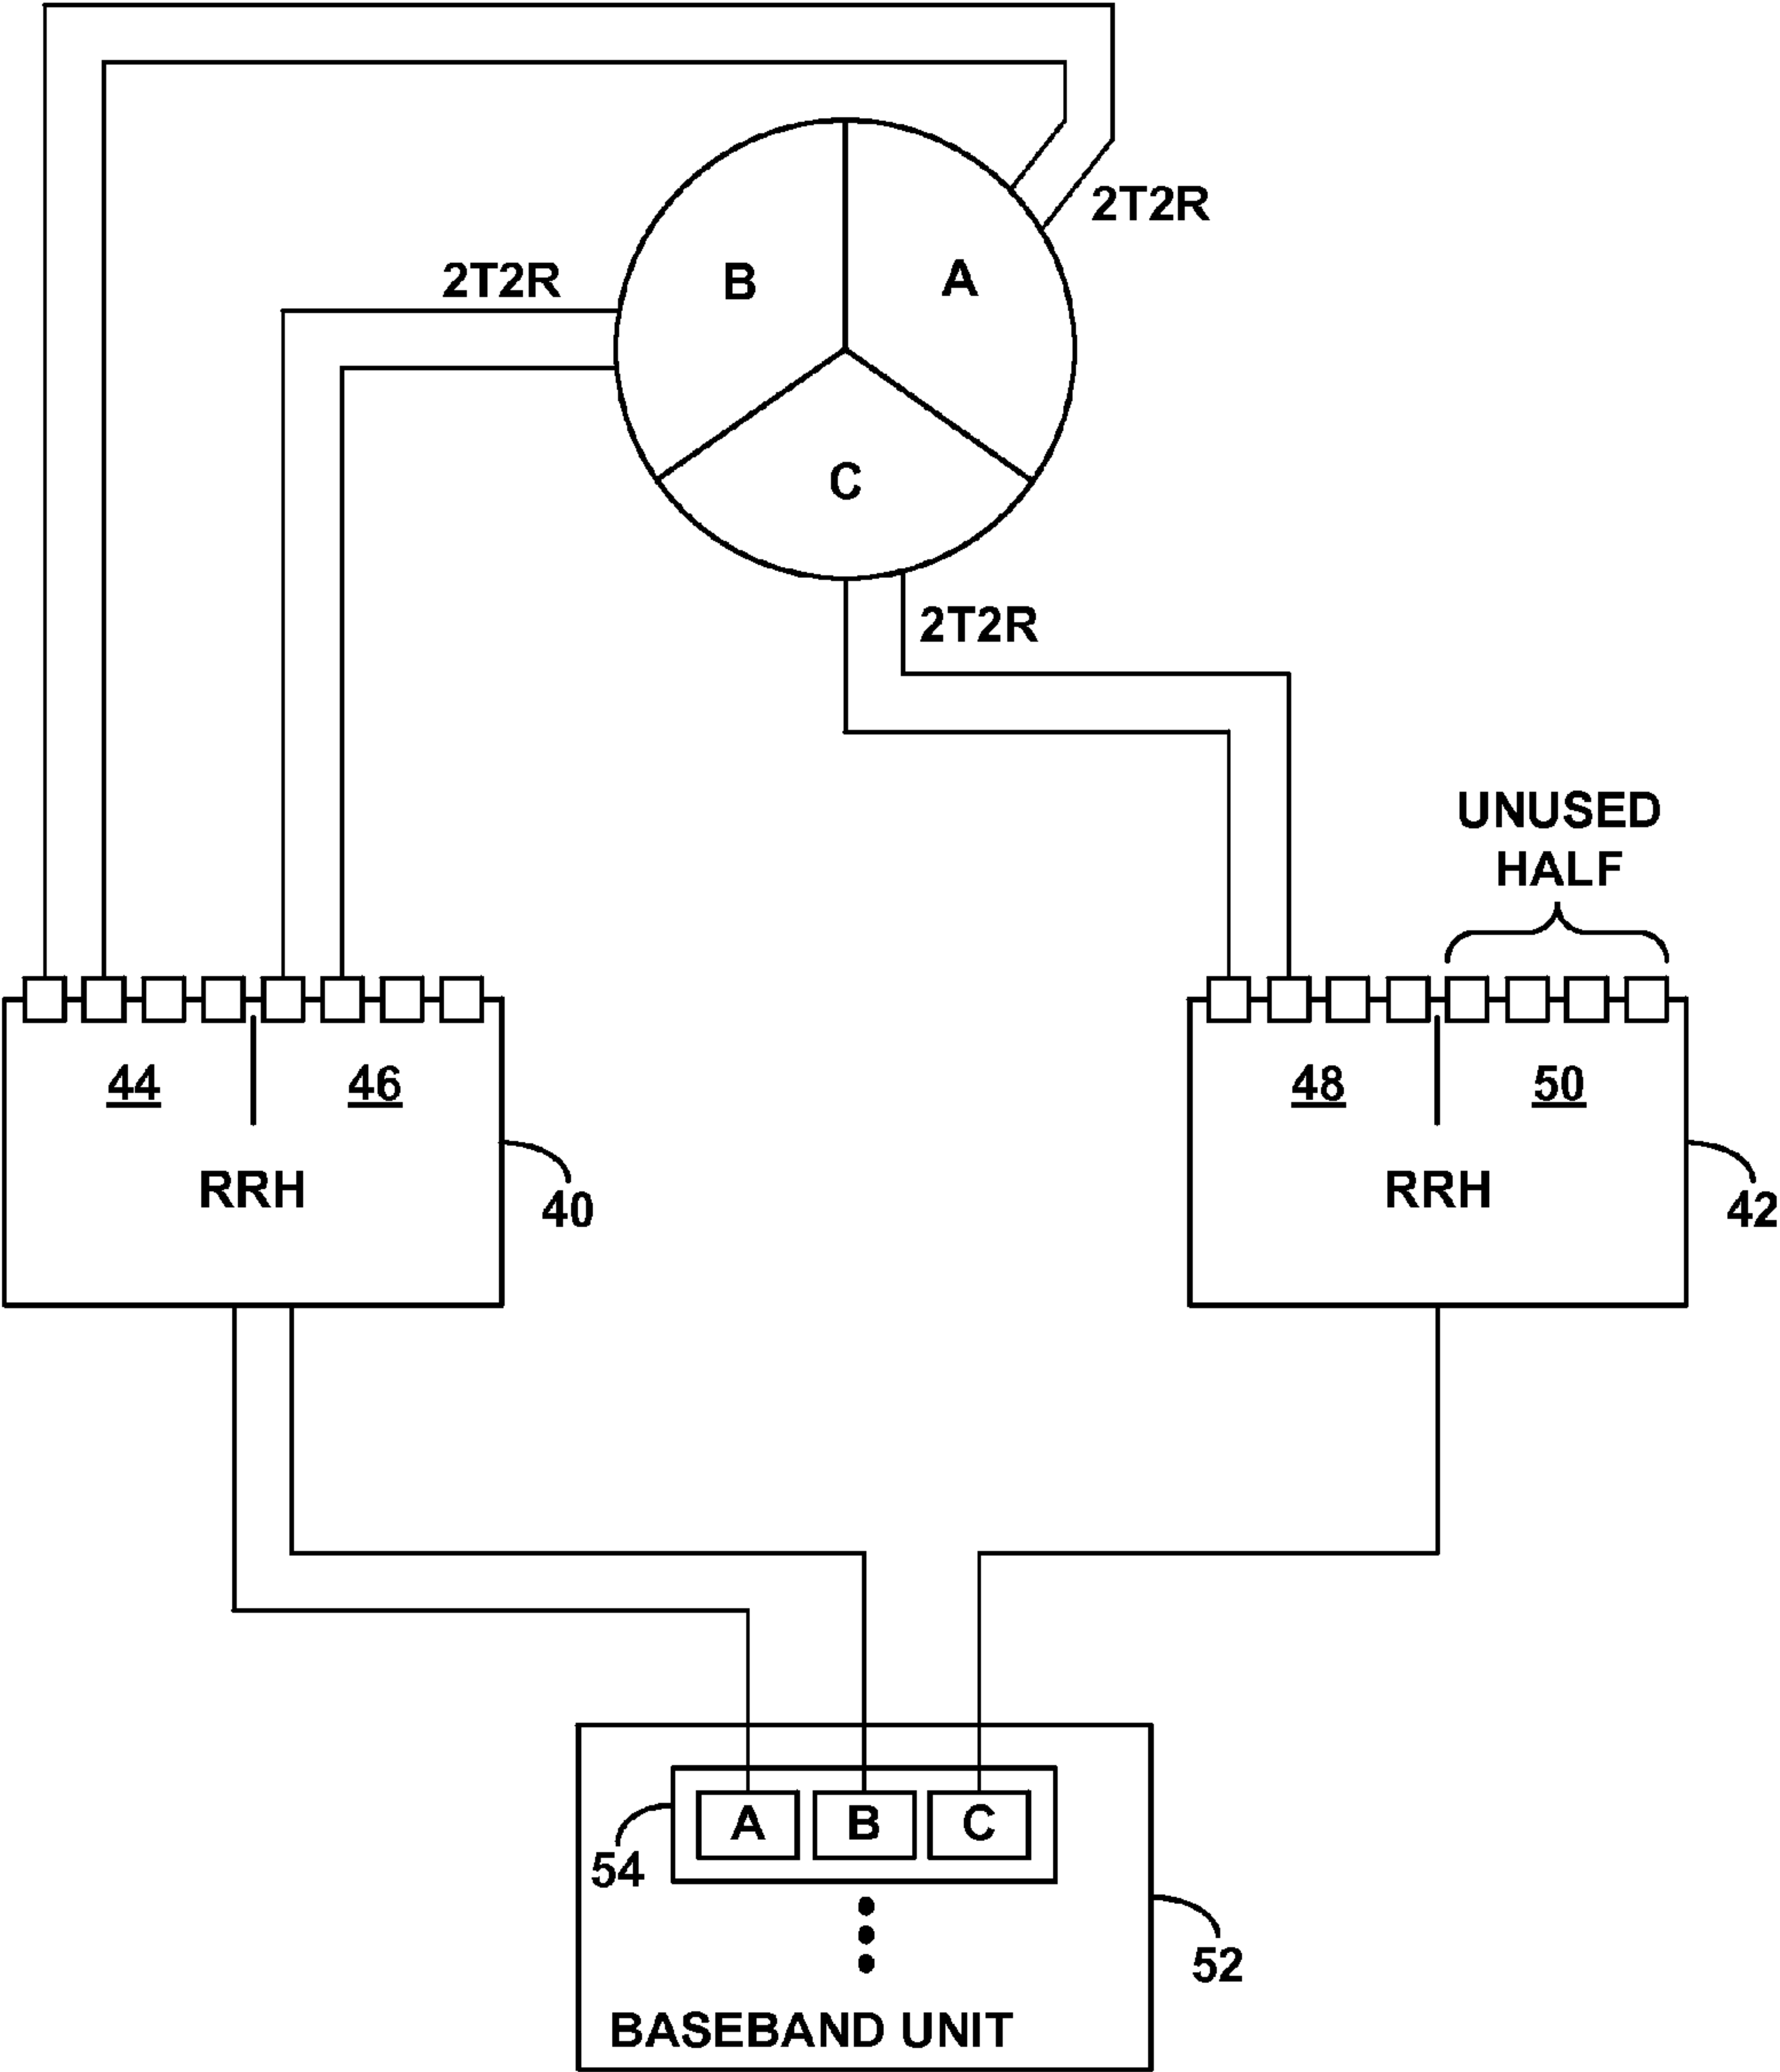 2T2R
B
A
2T2R
C
2T2R
UNUSED
HALF
44
46
48
50
RRH
40
RRH
42
A
B
C
54
52
BASEBAND UNIT